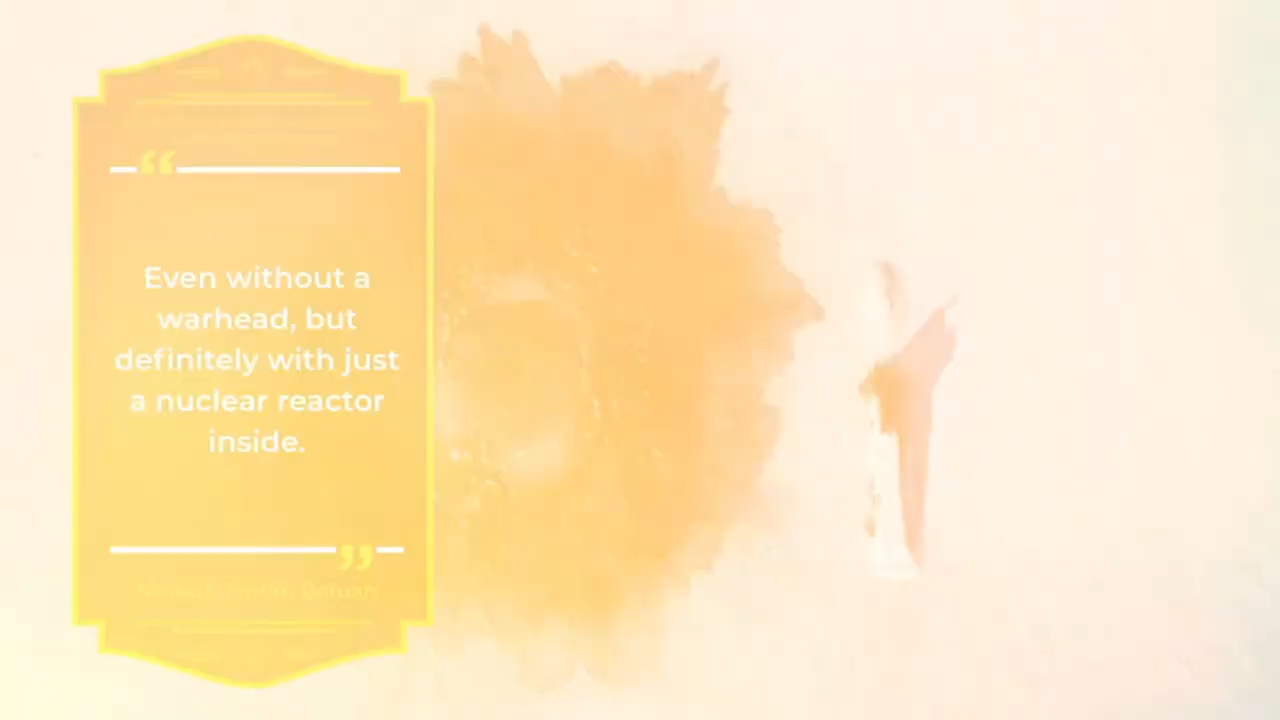 “
Even without a
warhead, but
definitely with just
a nuclear reactor
inside.
”